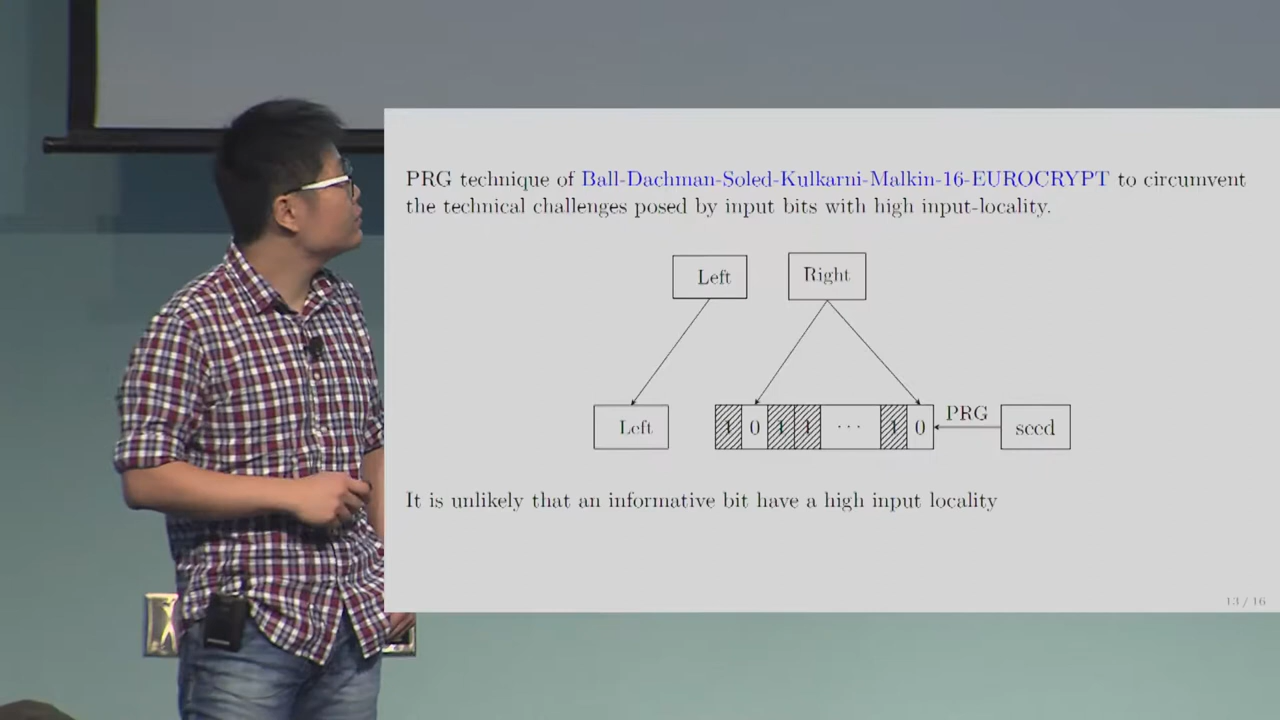 PRG technique of Ball-Dachman-Soled-Kulkarni-Malkin-16-EUROCRYPT to circumvent
the technical challenges posed by input bits with high input-locality.
Left
Right
Left
1 0 1 1 ... 1 0
PRG
seed
It is unlikely that an informative bit have a high input locality
13 / 16